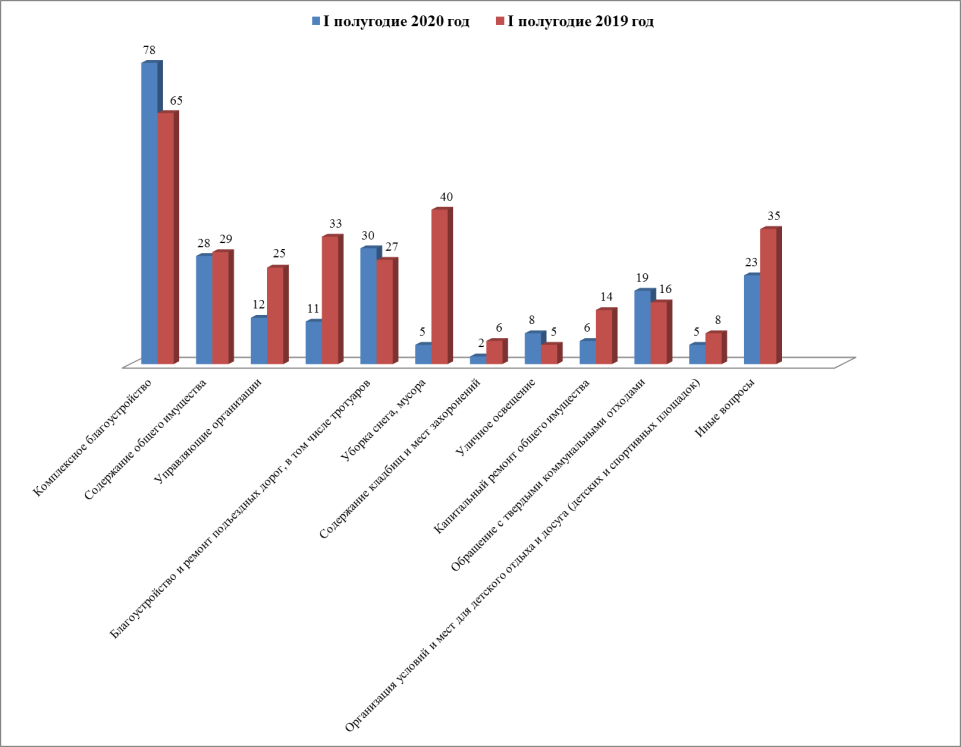 I полугодие 2020 год I полугодие 2019 год
78
65
28
29
12
25
11
33
30
27
5
40
2
6
8
5
6
14
19
16
5
8
23
35
Комплексное благоустройство
Содержание общего имущества
Управляющие организации
Благоустройство и ремонт подъездных дорог, в том числе тротуаров
Уборка снега, мусора
Содержание кладбищ и мест захоронений
Уличное освещение
Капитальный ремонт общего имущества
Обращение с твердыми коммунальными отходами
Организация условий и мест для детского отдыха и досуга (детских и спортивных площадок)
Иные вопросы